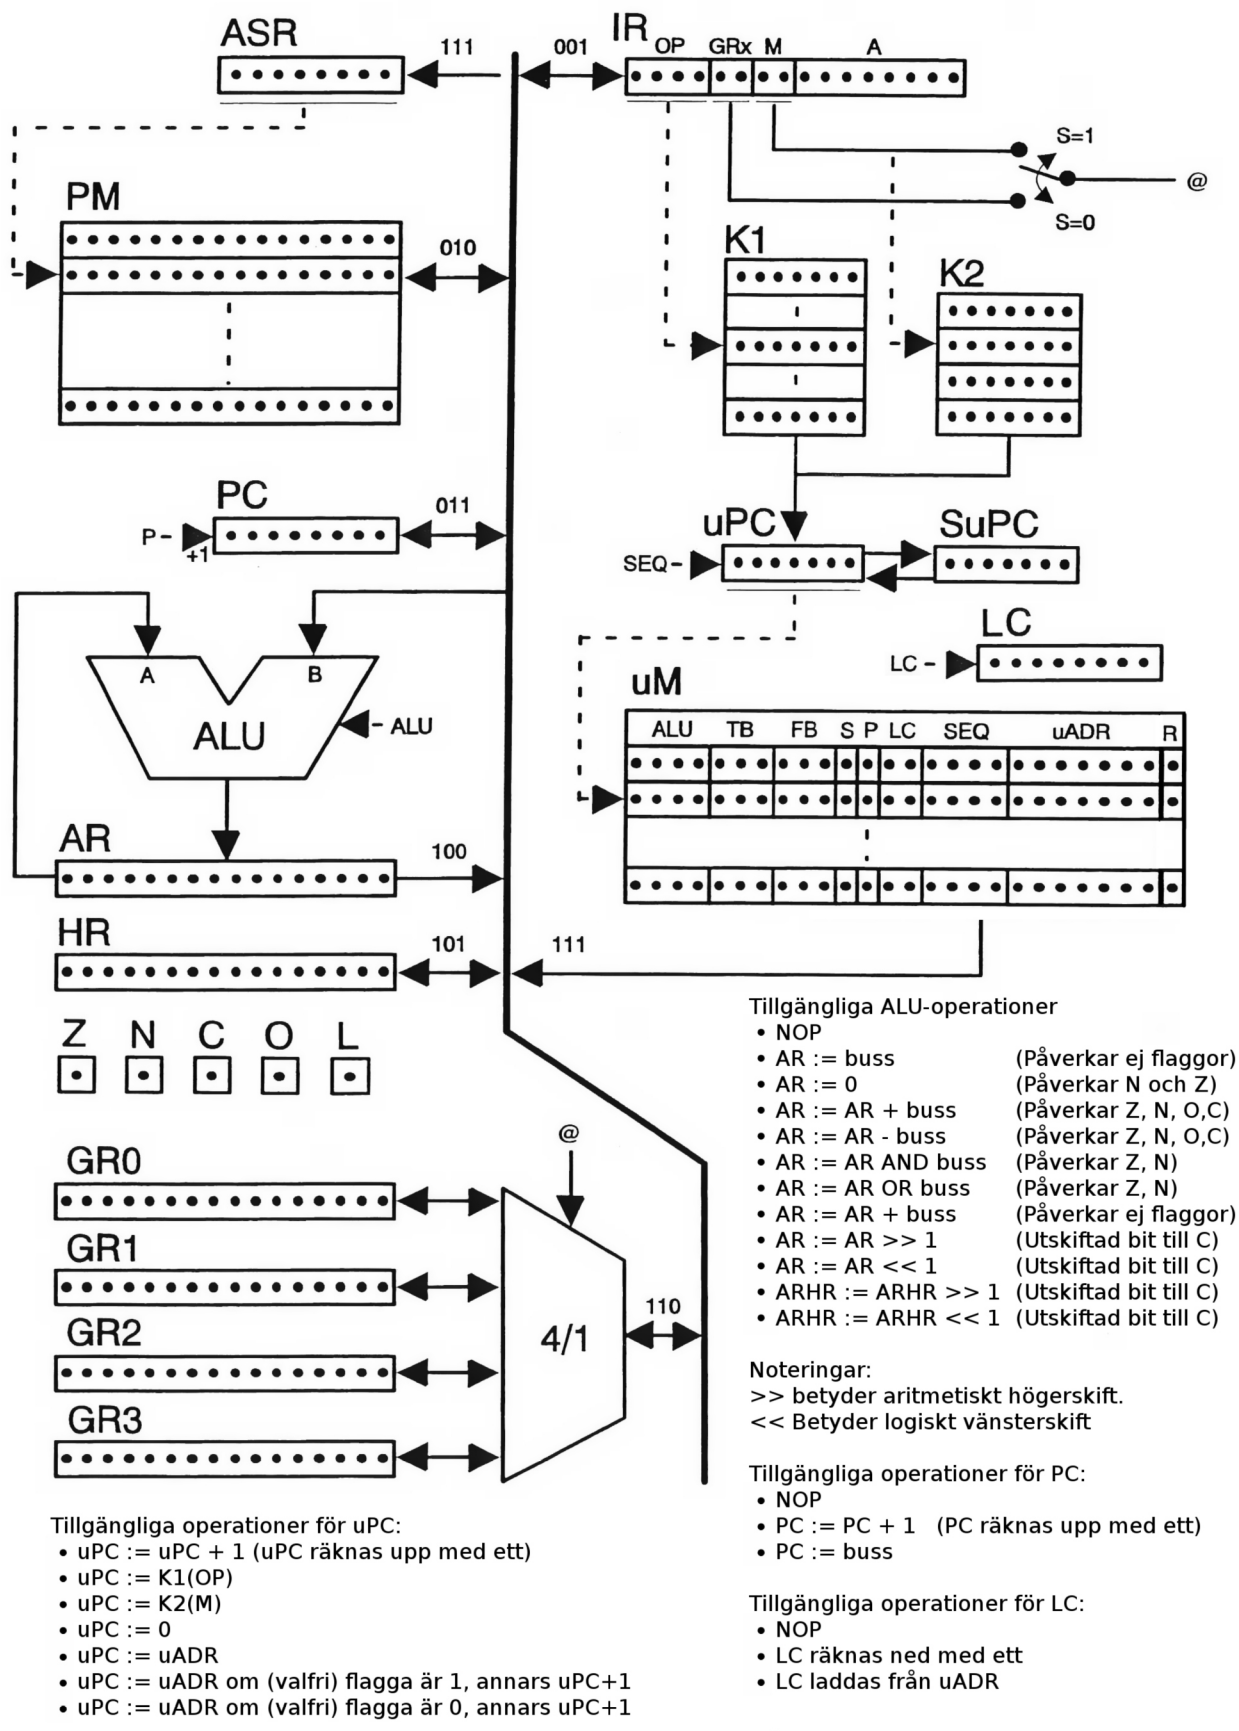 ASR
111
001
IR
OP GRx M A
S=1
@
S=0
PM
010
K1
K2
PC
011
P -
+1
uPC
SuPC
SEQ -
LC
LC -
A
B
ALU
- ALU
uM
ALU TB FB S P LC SEQ uADR R
AR
100
HR
101
111
Z N C O L
@
GR0
GR1
GR2
GR3
4/1
110
Tillgängliga ALU-operationer
• NOP
• AR := buss (Påverkar ej flaggor)
• AR := 0 (Påverkar N och Z)
• AR := AR + buss (Påverkar Z, N, O,C)
• AR := AR - buss (Påverkar Z, N, O,C)
• AR := AR AND buss (Påverkar Z, N)
• AR := AR OR buss (Påverkar Z, N)
• AR := AR + buss (Påverkar ej flaggor)
• AR := AR >> 1 (Utskiftad bit till C)
• AR := AR << 1 (Utskiftad bit till C)
• ARHR := ARHR >> 1 (Utskiftad bit till C)
• ARHR := ARHR << 1 (Utskiftad bit till C)
Noteringar:
>> betyder aritmetiskt högerskift.
<< Betyder logiskt vänsterskift
Tillgängliga operationer för PC:
• NOP
• PC := PC + 1 (PC räknas upp med ett)
• PC := buss
Tillgängliga operationer för LC:
• NOP
• LC räknas ned med ett
• LC laddas från uADR
Tillgängliga operationer för uPC:
• uPC := uPC + 1 (uPC räknas upp med ett)
• uPC := K1(OP)
• uPC := K2(M)
• uPC := 0
• uPC := uADR
• uPC := uADR om (valfri) flagga är 1, annars uPC+1
• uPC := uADR om (valfri) flagga är 0, annars uPC+1